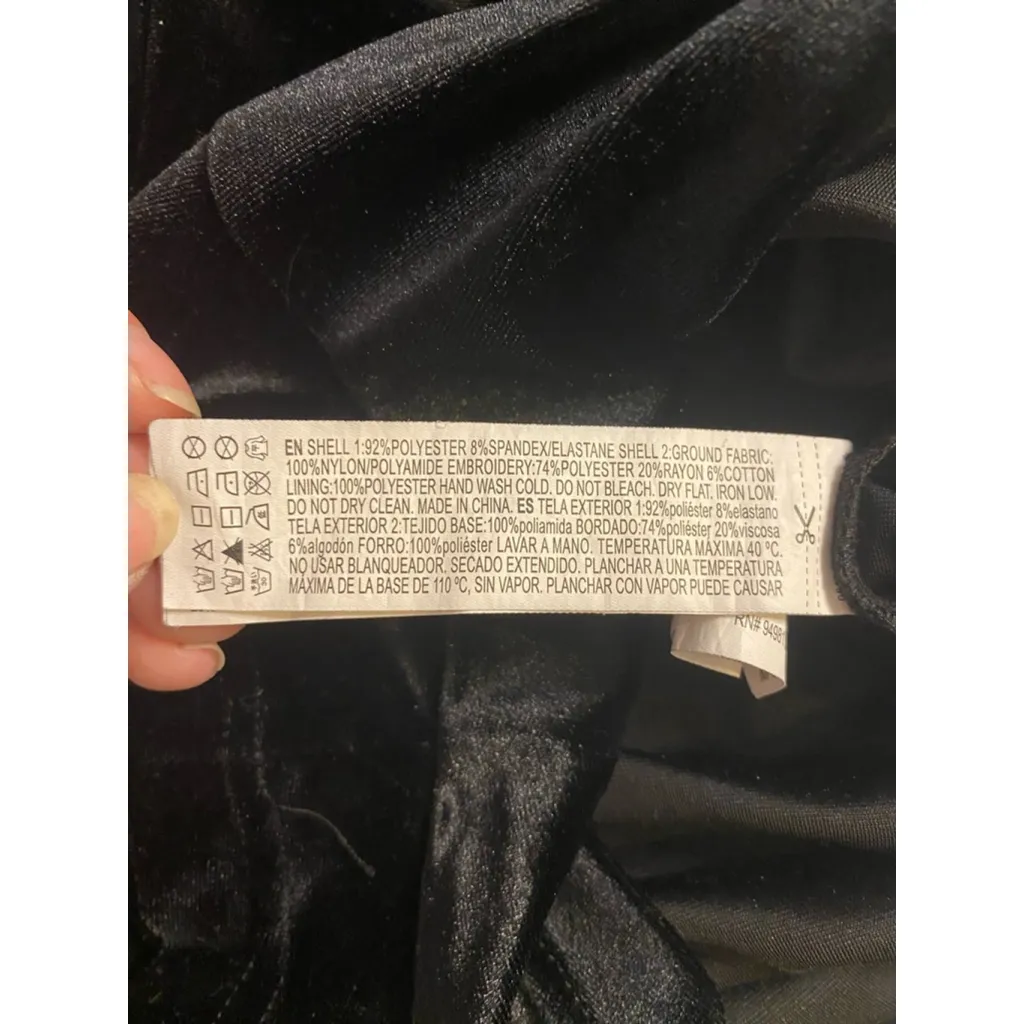 EN SHELL 1:92%POLYESTER 8%SPANDEX/ELASTANE SHELL 2:GROUND FABRIC:
100%NYLON/POLYAMIDE EMBROIDERY:74%POLYESTER 20%RAYON 6%COTTON
LINING:100%POLYESTER HAND WASH COLD. DO NOT BLEACH. DRY FLAT. IRON LOW.
DO NOT DRY CLEAN. MADE IN CHINA. ES TELA EXTERIOR 1:92%poliéster 8%elastano
TELA EXTERIOR 2:TEJIDO BASE:100%poliamida BORDADO:74%poliéster 20%viscosa
6%algodón FORRO:100%poliéster LAVAR A MANO. TEMPERATURA MÁXIMA 40 ºC.
NO USAR BLANQUEADOR. SECADO EXTENDIDO. PLANCHAR A UNA TEMPERATURA
MÁXIMA DE LA BASE DE 110 ºC, SIN VAPOR. PLANCHAR CON VAPOR PUEDE CAUSAR
RN#